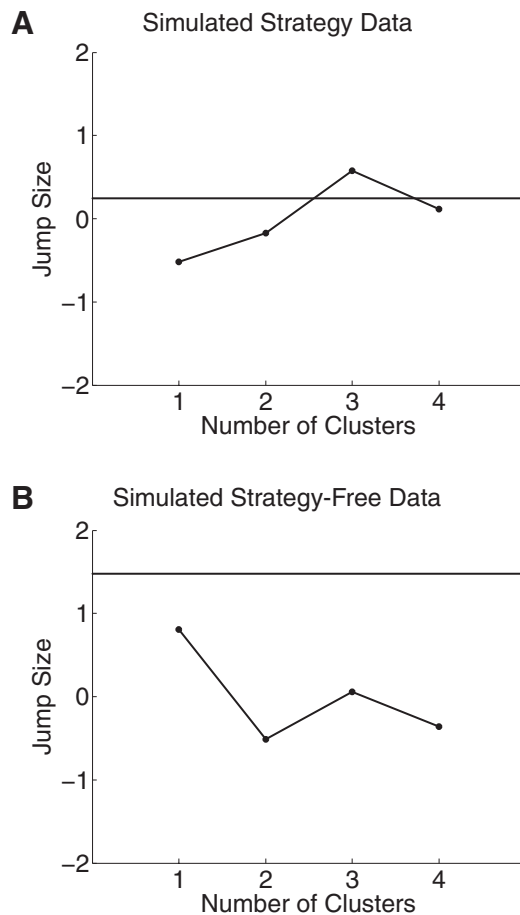 A
Simulated Strategy Data
2
1
0
−1
−2
Jump Size
1 2 3 4
Number of Clusters
B
Simulated Strategy-Free Data
2
1
0
−1
−2
Jump Size
1 2 3 4
Number of Clusters